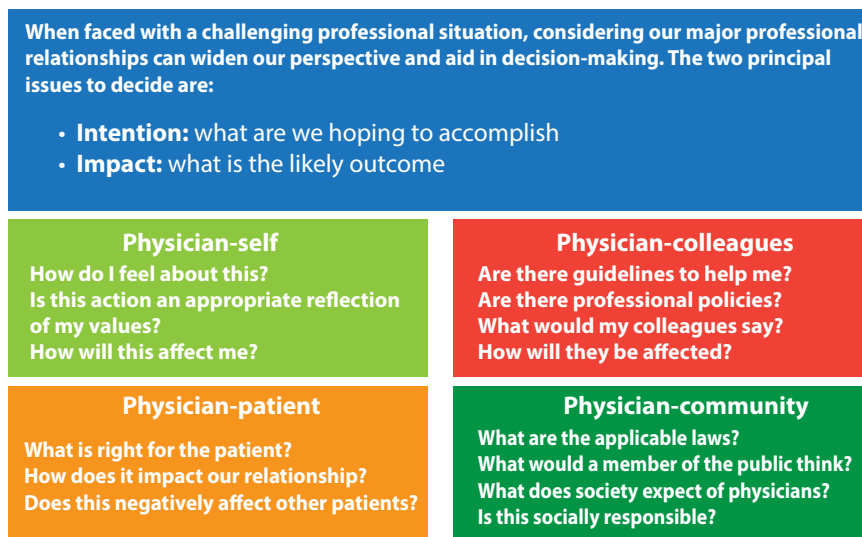 When faced with a challenging professional situation, considering our major professional
relationships can widen our perspective and aid in decision-making. The two principal
issues to decide are:
• Intention: what are we hoping to accomplish
• Impact: what is the likely outcome
Physician-self
How do I feel about this?
Is this action an appropriate reflection
of my values?
How will this affect me?
Physician-colleagues
Are there guidelines to help me?
Are there professional policies?
What would my colleagues say?
How will they be affected?
Physician-patient
What is right for the patient?
How does it impact our relationship?
Does this negatively affect other patients?
Physician-community
What are the applicable laws?
What would a member of the public think?
What does society expect of physicians?
Is this socially responsible?